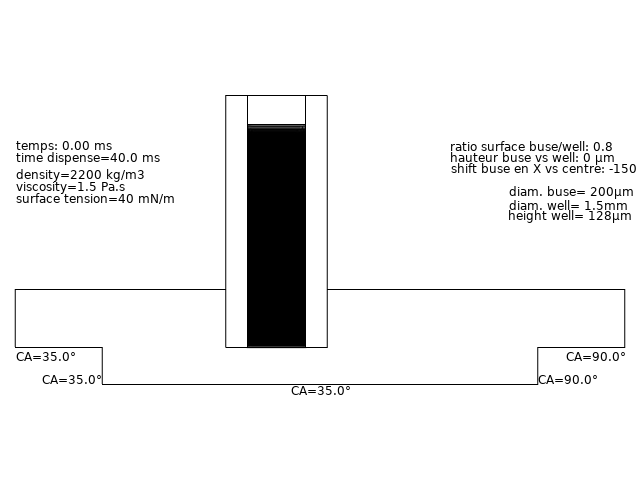 temps: 0.00 ms
time dispense=40.0 ms
density=2200 kg/m3
viscosity=1.5 Pa.s
surface tension=40 mN/m
ratio surface buse/well: 0.8
hauteur buse vs well: 0 µm
shift buse en X vs centre: -150
diam. buse= 200µm
diam. well= 1.5mm
height well= 128µm
CA=35.0°
CA=90.0°
CA=35.0°
CA=90.0°
CA=35.0°